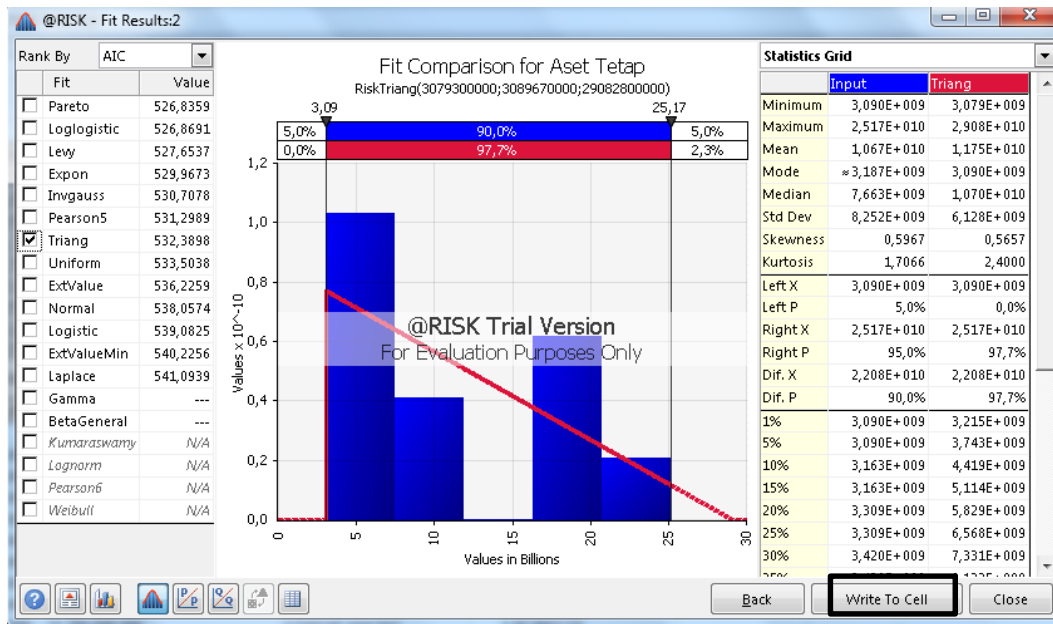 @RISK - Fit Results:2
Rank By AIC
Fit Value
Pareto 526,8359
Loglogistic 526,8691
Levy 527,6537
Expon 529,9673
Invgauss 530,7078
Pearson5 531,2989
Triang 532,3898
Uniform 533,5038
ExtValue 536,2259
Normal 538,0574
Logistic 539,0825
ExtValueMin 540,2256
Laplace 541,0939
Gamma ---
BetaGeneral ---
Kumaraswamy N/A
Lognorm N/A
Pearson6 N/A
Weibull N/A
Fit Comparison for Aset Tetap
RiskTriang(3079300000;3089670000;29082800000)
3,09 25,17
5,0% 90,0% 5,0%
0,0% 97,7% 2,3%
1,2
1,0
0,8
0,6
0,4
0,2
0,0
Values x 10^-10
@RISK Trial Version
For Evaluation Purposes Only
0 5 10 15 20 25 30
Values in Billions
Statistics Grid
Input Triang
Minimum 3,090E+009 3,079E+009
Maximum 2,517E+010 2,908E+010
Mean 1,067E+010 1,175E+010
Mode ≈3,187E+009 3,090E+009
Median 7,663E+009 1,070E+010
Std Dev 8,252E+009 6,128E+009
Skewness 0,5967 0,5657
Kurtosis 1,7066 2,4000
Left X 3,090E+009 3,090E+009
Left P 5,0% 0,0%
Right X 2,517E+010 2,517E+010
Right P 95,0% 97,7%
Dif. X 2,208E+010 2,208E+010
Dif. P 90,0% 97,7%
1% 3,090E+009 3,215E+009
5% 3,090E+009 3,743E+009
10% 3,163E+009 4,419E+009
15% 3,163E+009 5,114E+009
20% 3,309E+009 5,829E+009
25% 3,309E+009 6,568E+009
30% 3,420E+009 7,331E+009
Back Write To Cell Close